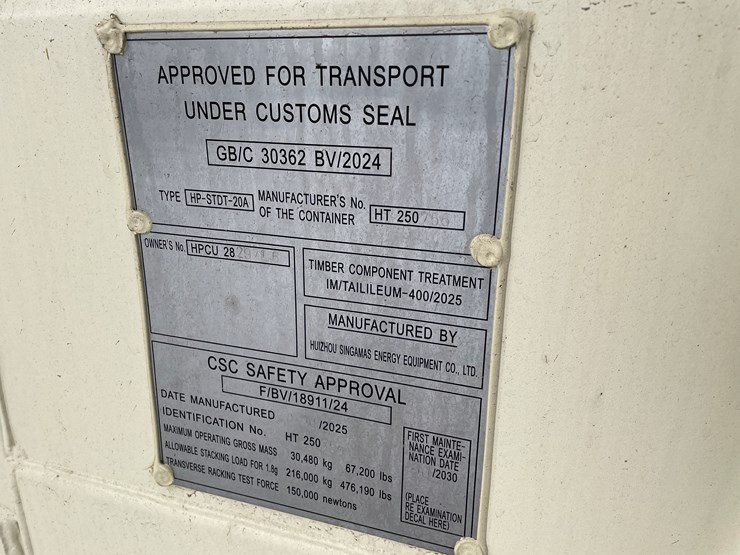 APPROVED FOR TRANSPORT
UNDER CUSTOMS SEAL
GB/C 30362 BV/2024
TYPE HP-STDT-20A MANUFACTURER'S No. OF THE CONTAINER HT 250
OWNER'S No. HPCU 28
TIMBER COMPONENT TREATMENT
IM/TAILILEUM-400/2025
MANUFACTURED BY
HUIZHOU SINGAMAS ENERGY EQUIPMENT CO., LTD.
CSC SAFETY APPROVAL
F/BV/18911/24
DATE MANUFACTURED /2025
IDENTIFICATION No. HT 250
MAXIMUM OPERATING GROSS MASS 30,480 kg 67,200 lbs
ALLOWABLE STACKING LOAD FOR 1.8g 216,000 kg 476,190 lbs
TRANSVERSE RACKING TEST FORCE 150,000 newtons
FIRST MAINTE-
NANCE EXAMI-
NATION DATE
/2030
(PLACE
RE EXAMINATION
DECAL HERE)